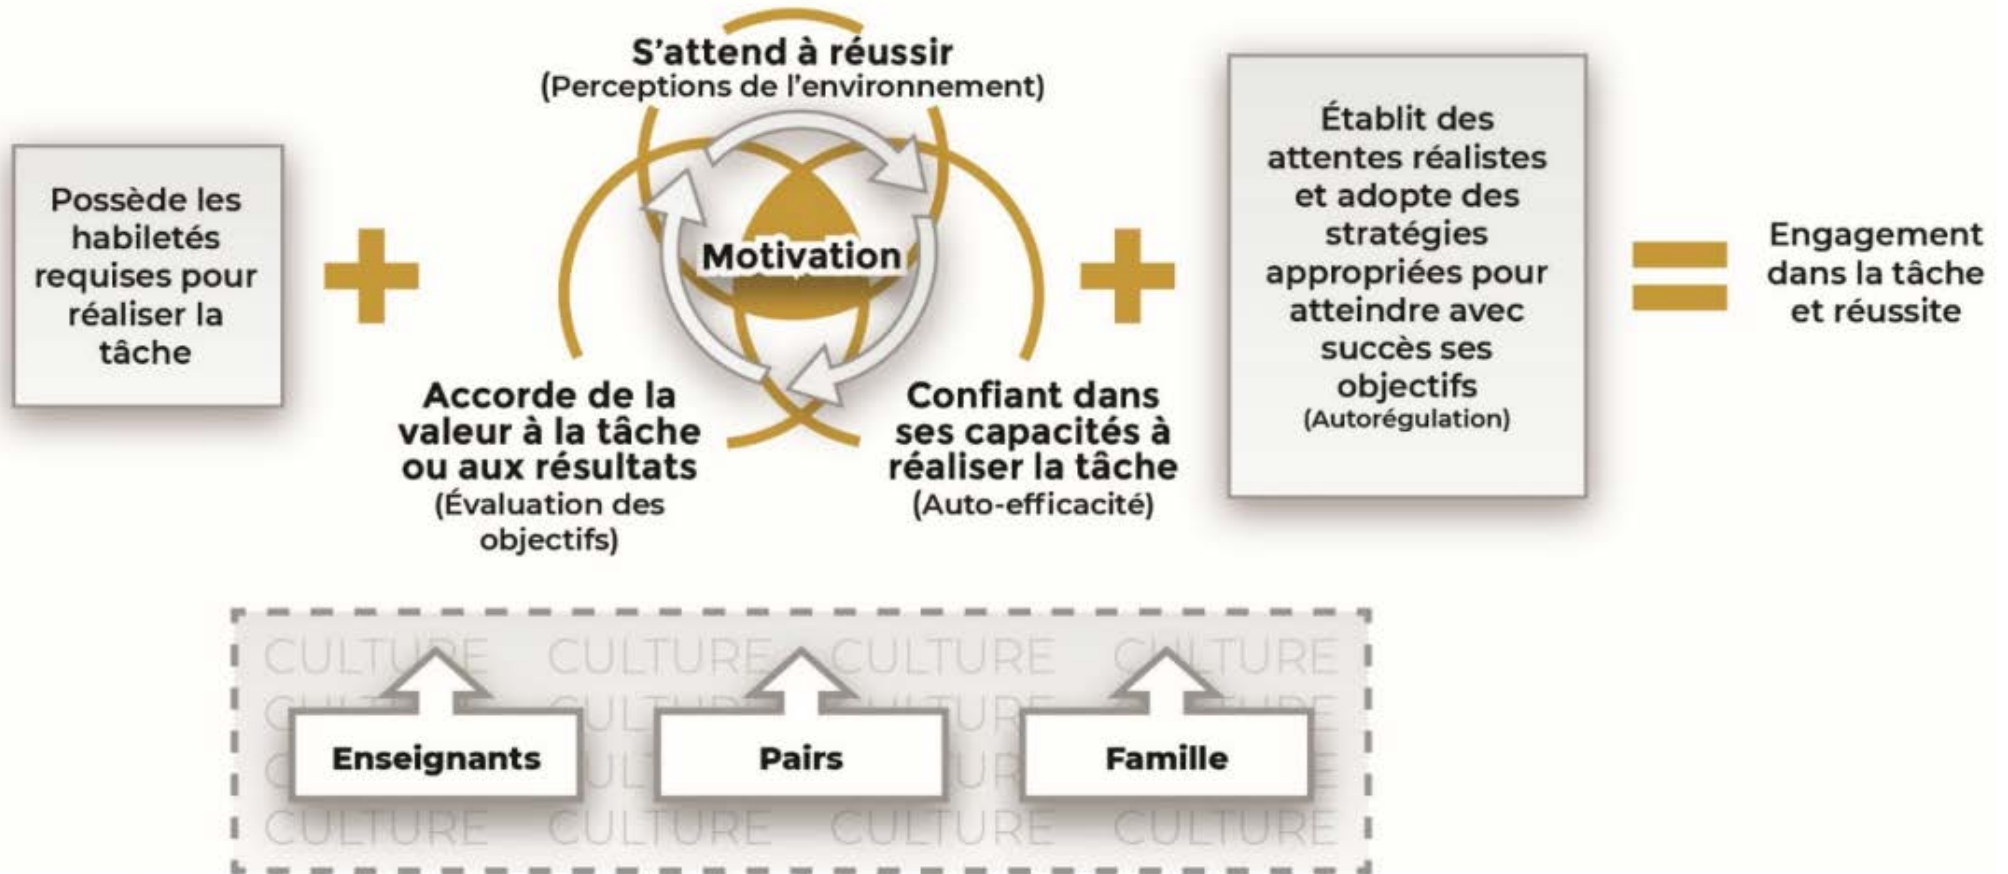 S'attend à réussir
(Perceptions de l'environnement)
Possède les
habiletés
requises pour
réaliser la
tâche
Motivation
Accorde de la
valeur à la tâche
ou aux résultats
(Évaluation des
objectifs)
Confiant dans
ses capacités à
réaliser la tâche
(Auto-efficacité)
Établit des
attentes réalistes
et adopte des
stratégies
appropriées pour
atteindre avec
succès ses
objectifs
(Autorégulation)
Engagement
dans la tâche
et réussite
CULTURE CULTURE CULTURE CULTURE
Enseignants
Pairs
Famille
CULTURE CULTURE CULTURE CULTURE